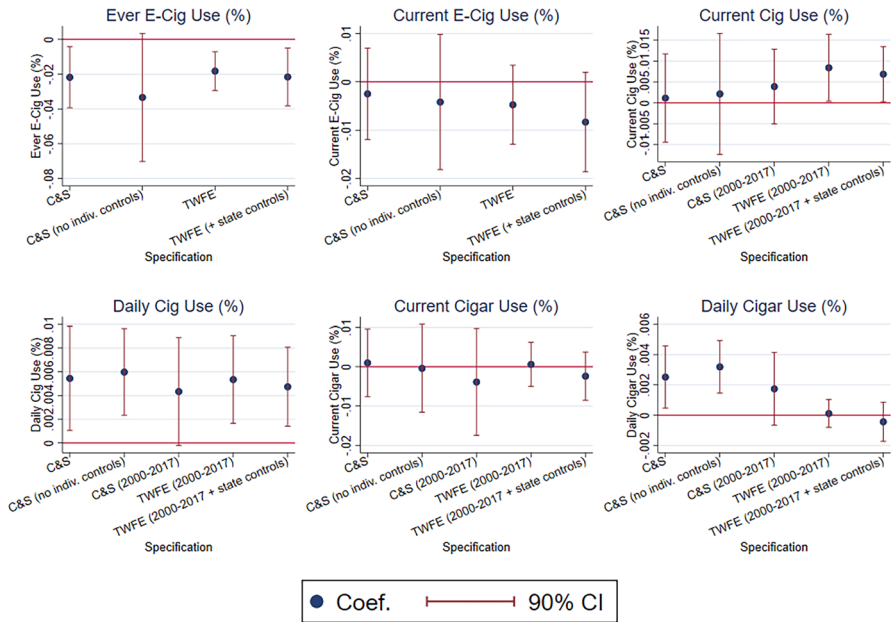 Ever E-Cig Use (%)
Ever E-Cig Use (%)
0
-.02
-.04
-.06
-.08
C&S
C&S (no indiv. controls)
TWFE
TWFE (+ state controls)
Specification
Current E-Cig Use (%)
Current E-Cig Use (%)
.01
0
-.01
-.02
C&S
C&S (no indiv. controls)
TWFE
TWFE (+ state controls)
Specification
Current Cig Use (%)
Current Cig Use (%)
-.01
-.005
0
.005
.01
.015
C&S
C&S (no indiv. controls)
C&S (2000-2017)
TWFE (2000-2017)
TWFE (2000-2017 + state controls)
Specification
Daily Cig Use (%)
Daily Cig Use (%)
0
.002
.004
.006
.008
.01
C&S
C&S (no indiv. controls)
C&S (2000-2017)
TWFE (2000-2017)
TWFE (2000-2017 + state controls)
Specification
Current Cigar Use (%)
Current Cigar Use (%)
.01
0
-.01
-.02
C&S
C&S (no indiv. controls)
C&S (2000-2017)
TWFE (2000-2017)
TWFE (2000-2017 + state controls)
Specification
Daily Cigar Use (%)
Daily Cigar Use (%)
-.002
0
.002
.004
.006
C&S
C&S (no indiv. controls)
C&S (2000-2017)
TWFE (2000-2017)
TWFE (2000-2017 + state controls)
Specification
Coef.
90% CI